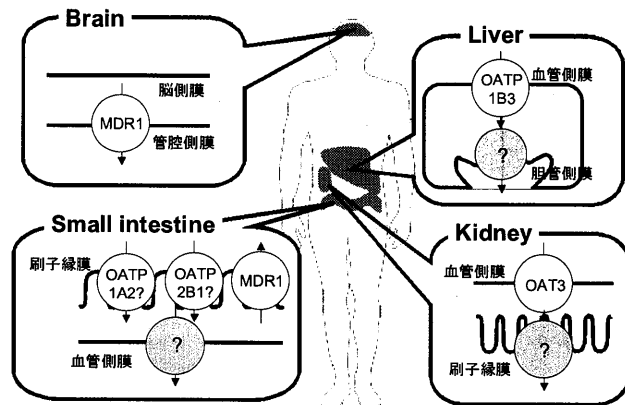 Brain
脳側膜
MDR1
管腔側膜
Liver
OATP
1B3
血管側膜
?
胆管側膜
Small intestine
刷子縁膜
OATP
1A2?
OATP
2B1?
MDR1
?
血管側膜
Kidney
血管側膜
OAT3
?
刷子縁膜